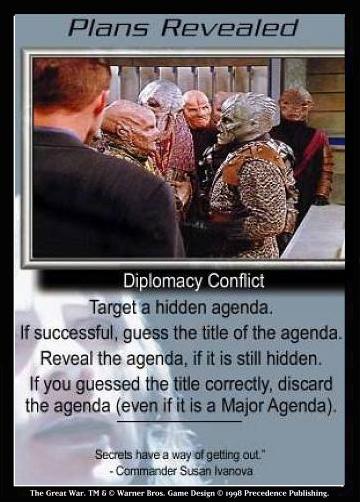 Plans Revealed
Diplomacy Conflict
Target a hidden agenda.
If successful, guess the title of the agenda.
Reveal the agenda, if it is still hidden.
If you guessed the title correctly, discard
the agenda (even if it is a Major Agenda).
Secrets have a way of getting out."
- Commander Susan Ivanova
The Great War. TM & © Warner Bros. Game Design © 1998 Precedence Publishing.